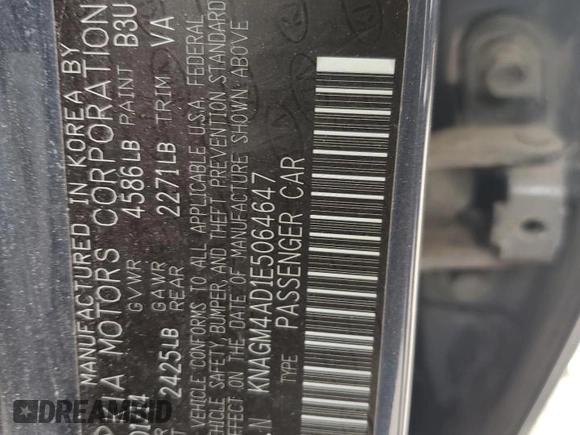 MANUFACTURED IN KOREA BY
A MOTORS CORPORATION
GVWR 4586LB PAINT B3U
2425LB GAWR REAR 2271LB TRIM VA
VEHICLE CONFORMS TO ALL APPLICABLE U.S.A. FEDERAL
VEHICLE SAFETY, BUMPER, AND THEFT PREVENTION STANDARD
EFFECT ON THE DATE OF MANUFACTURE SHOWN ABOVE
.N KNAGM4AD1E5064647
TYPE PASSENGER CAR
DREAMBID